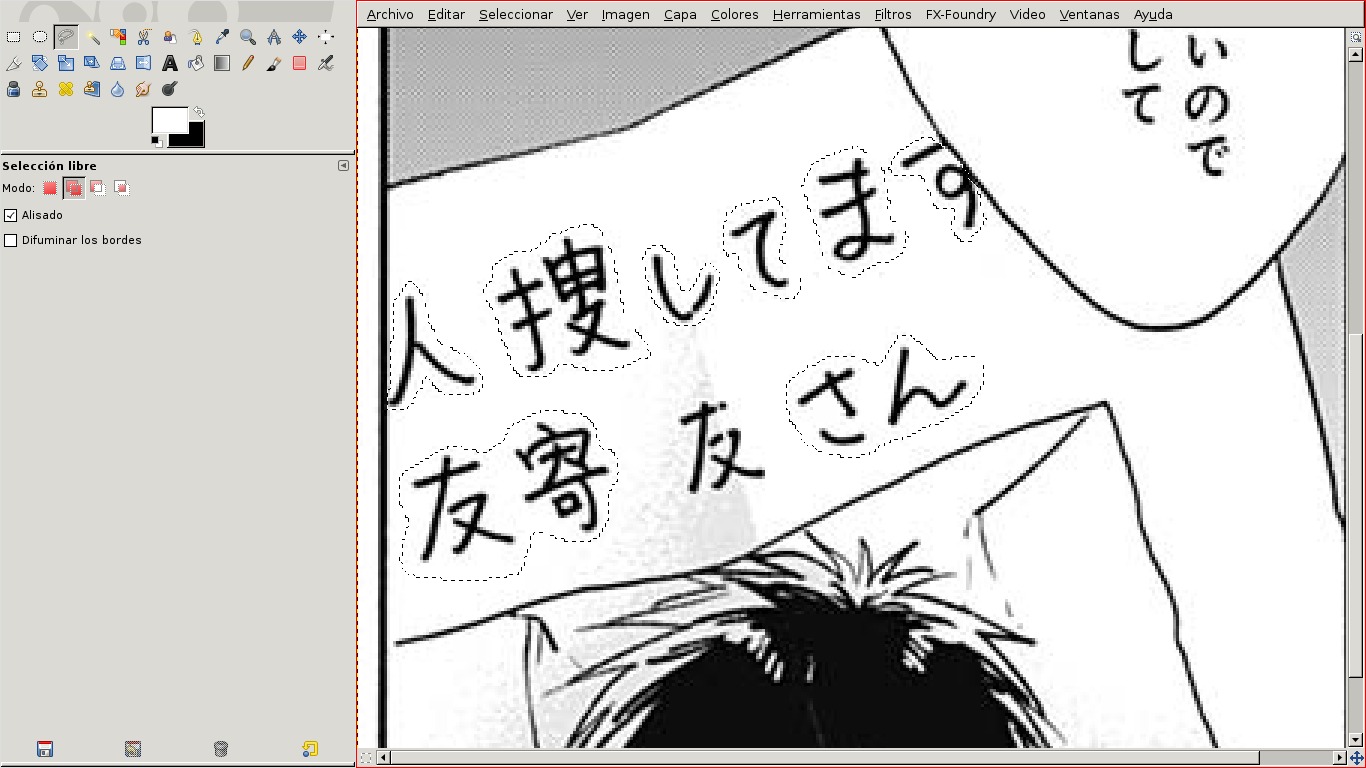 Archivo Editar Seleccionar Ver Imagen Capa Colores Herramientas Filtros FX-Foundry Video Ventanas Ayuda
Selección libre
Modo:
Alisado
Difuminar los bordes
いので
して
人捜してます
友寄 友さん